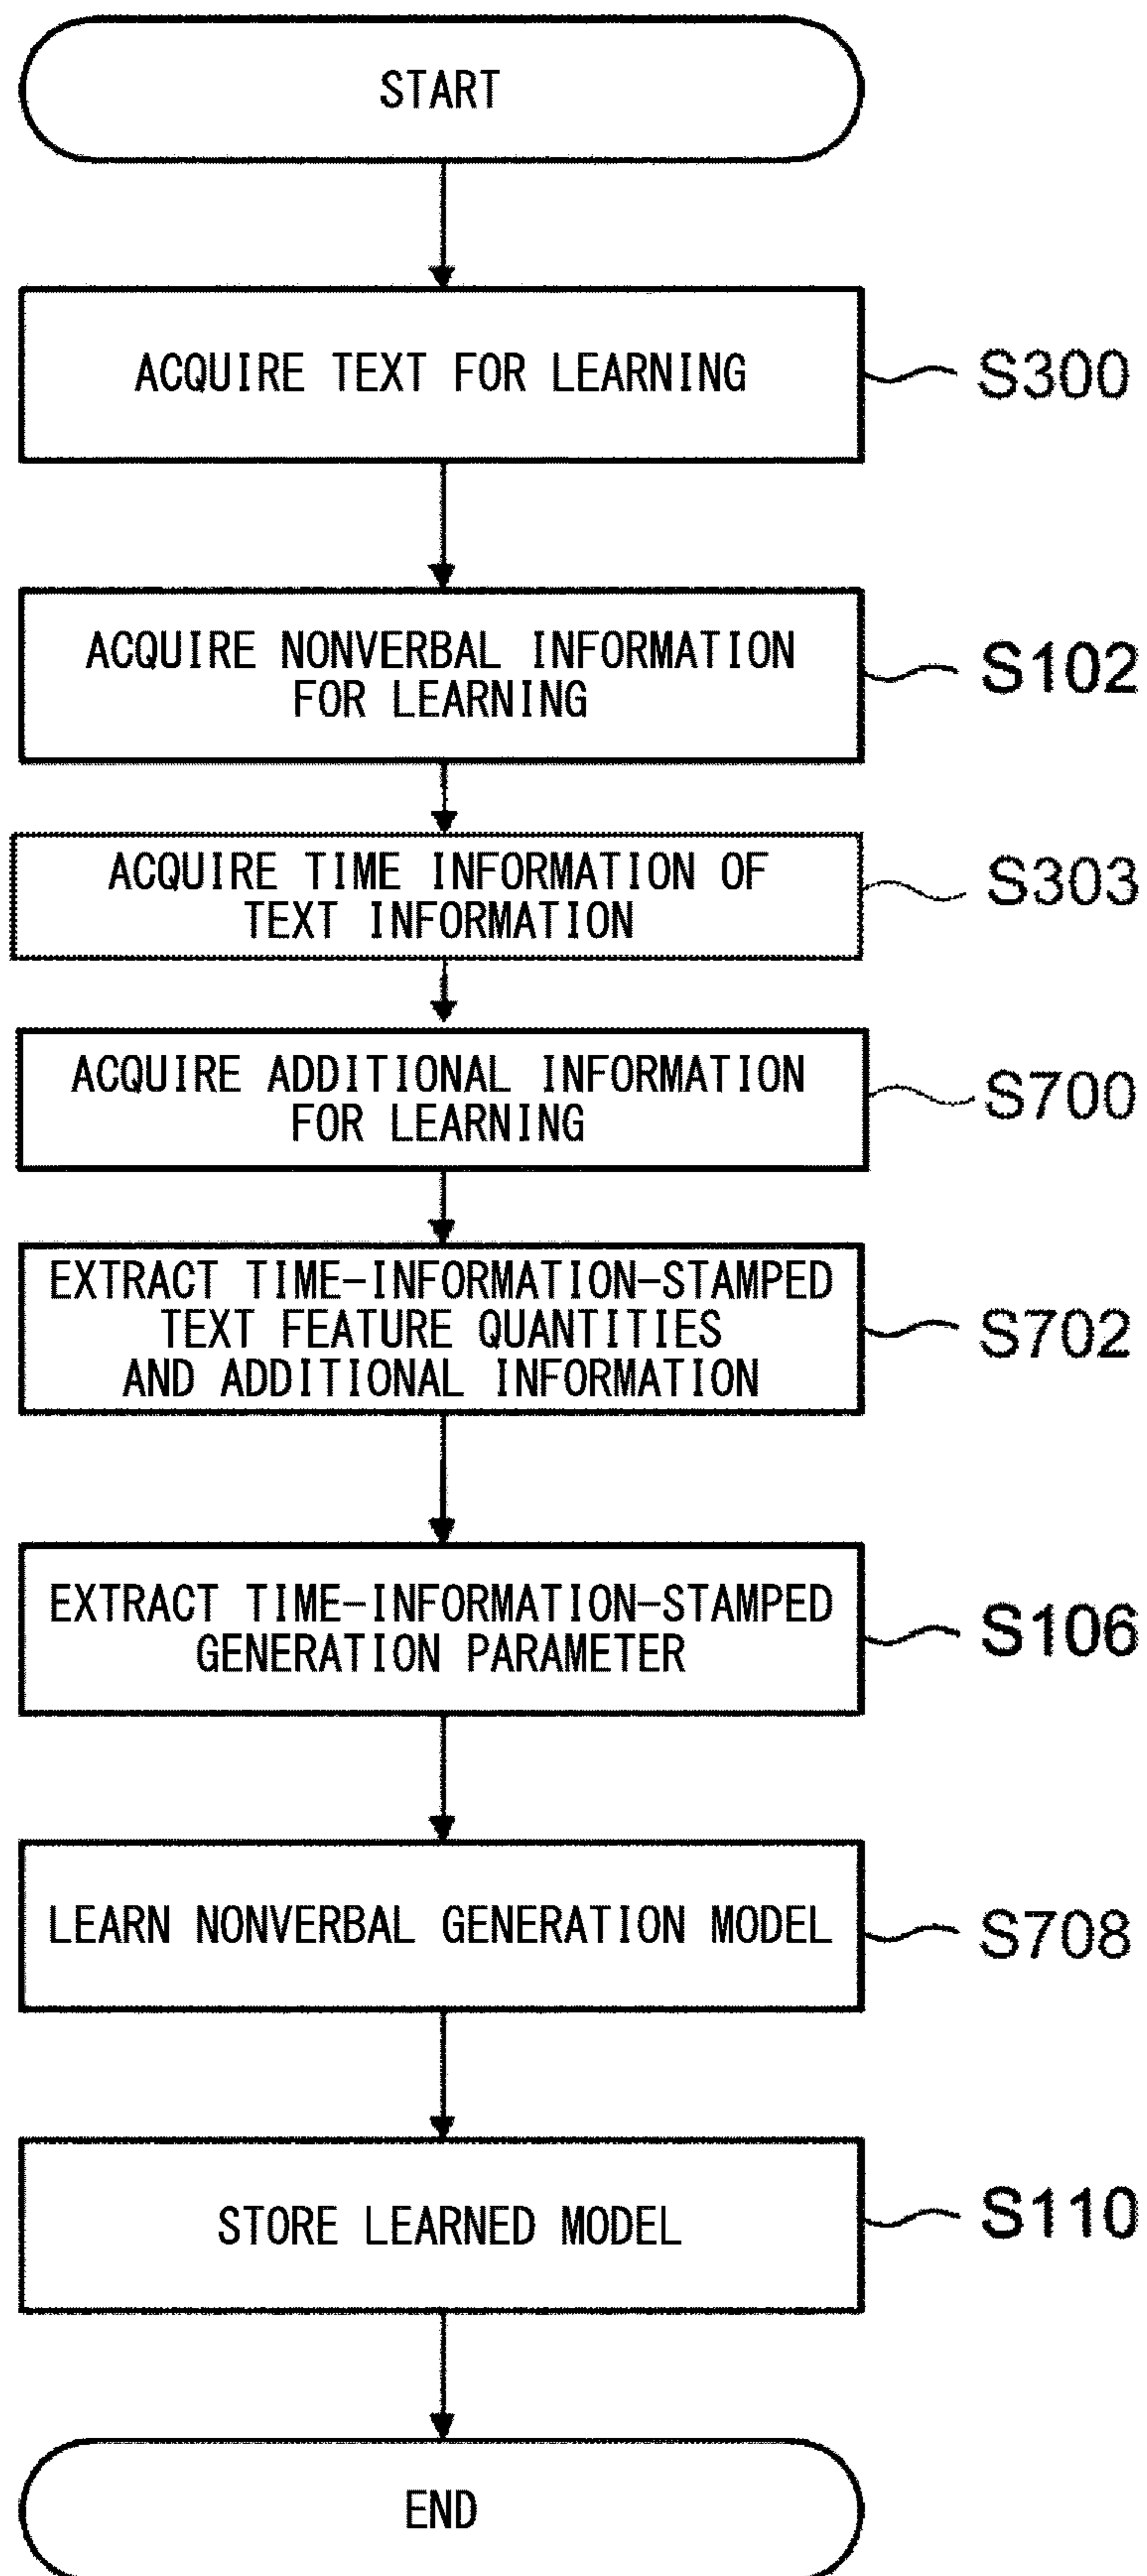 START
ACQUIRE TEXT FOR LEARNING
S300
ACQUIRE NONVERBAL INFORMATION
FOR LEARNING
S102
ACQUIRE TIME INFORMATION OF
TEXT INFORMATION
S303
ACQUIRE ADDITIONAL INFORMATION
FOR LEARNING
S700
EXTRACT TIME-INFORMATION-STAMPED
TEXT FEATURE QUANTITIES
AND ADDITIONAL INFORMATION
S702
EXTRACT TIME-INFORMATION-STAMPED
GENERATION PARAMETER
S106
LEARN NONVERBAL GENERATION MODEL
S708
STORE LEARNED MODEL
S110
END